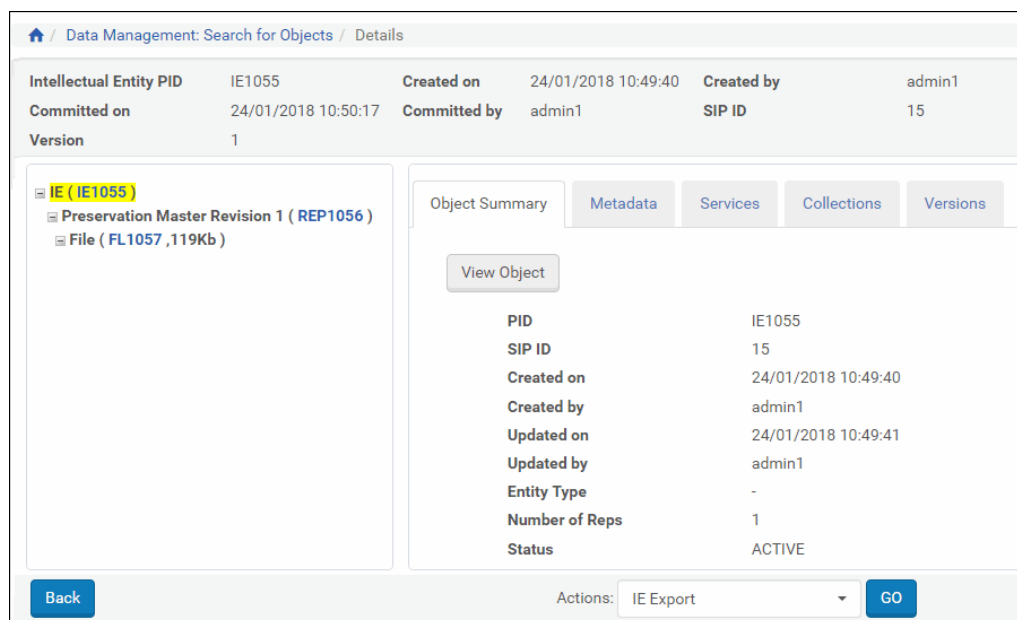 / Data Management: Search for Objects / Details
Intellectual Entity PID IE1055 Created on 24/01/2018 10:49:40 Created by admin1
Committed on 24/01/2018 10:50:17 Committed by admin1 SIP ID 15
Version 1
IE ( IE1055 )
Preservation Master Revision 1 ( REP1056 )
File ( FL1057 ,119Kb )
Object Summary Metadata Services Collections Versions
View Object
PID IE1055
SIP ID 15
Created on 24/01/2018 10:49:40
Created by admin1
Updated on 24/01/2018 10:49:41
Updated by admin1
Entity Type -
Number of Reps 1
Status ACTIVE
Back Actions: IE Export GO